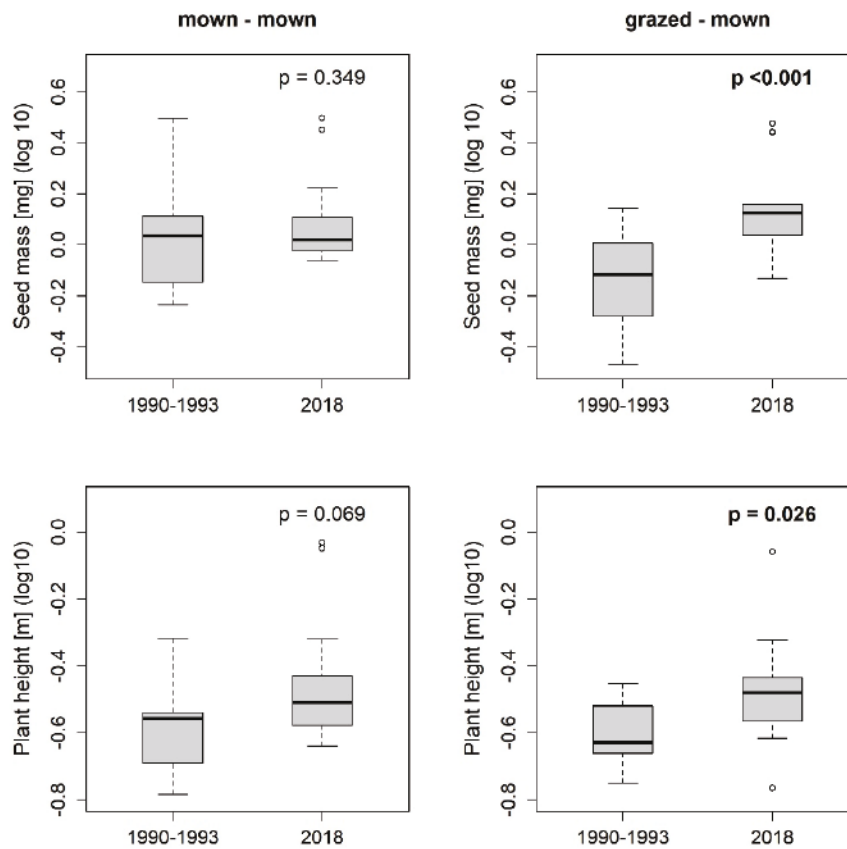 mown - mown
p = 0.349
Seed mass [mg] (log 10)
0.6
0.4
0.2
0.0
-0.2
-0.4
1990-1993 2018
grazed - mown
p <0.001
Seed mass [mg] (log 10)
0.6
0.4
0.2
0.0
-0.2
-0.4
1990-1993 2018
p = 0.069
Plant height [m] (log10)
0.0
-0.2
-0.4
-0.6
-0.8
1990-1993 2018
p = 0.026
Plant height [m] (log10)
0.0
-0.2
-0.4
-0.6
-0.8
1990-1993 2018